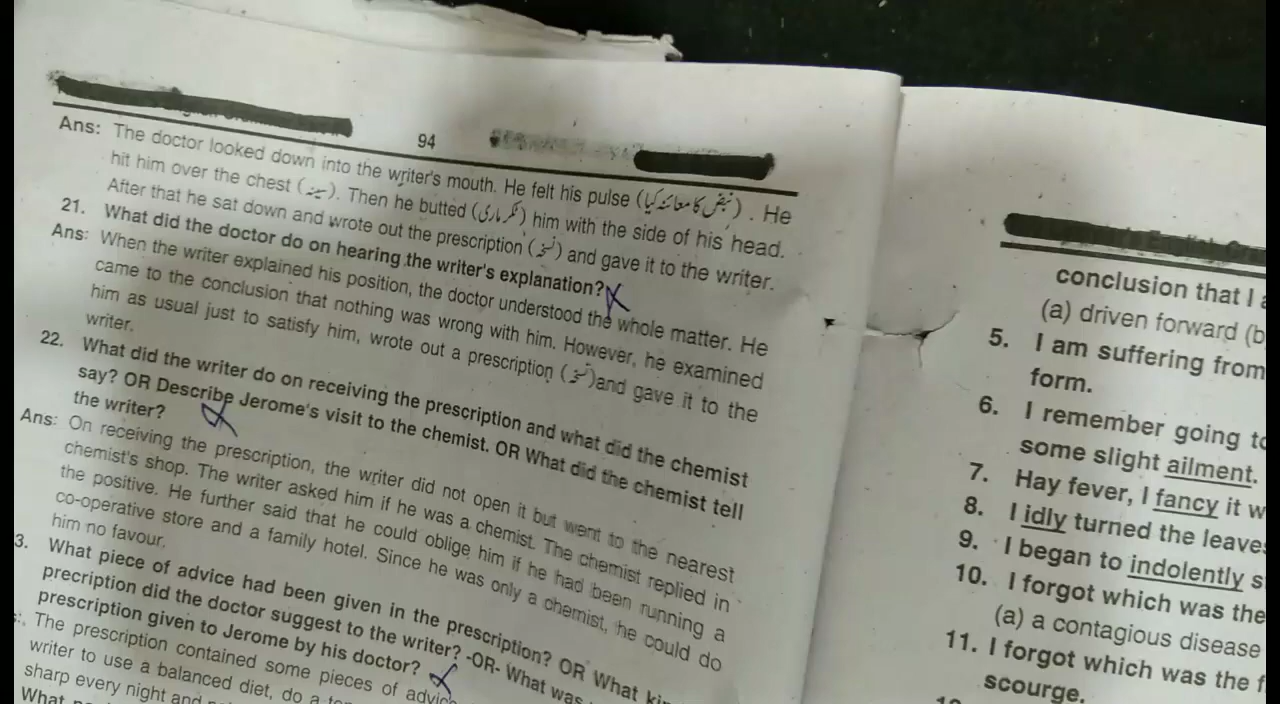 94
Ans: The doctor looked down into the writer's mouth. He felt his pulse (نبض کا معائنہ کیا). He
hit him over the chest (سینہ). Then he butted (ٹکر ماری) him with the side of his head.
After that he sat down and wrote out the prescription (نسخہ) and gave it to the writer.
21. What did the doctor do on hearing the writer's explanation?
Ans: When the writer explained his position, the doctor understood the whole matter. He
came to the conclusion that nothing was wrong with him. However, he examined
him as usual just to satisfy him, wrote out a prescription (نسخہ) and gave it to the
writer.
22. What did the writer do on receiving the prescription and what did the chemist
say? OR Describe Jerome's visit to the chemist. OR What did the chemist tell
the writer?
Ans: On receiving the prescription, the writer did not open it but went to the nearest
chemist's shop. The writer asked him if he was a chemist. The chemist replied in
the positive. He further said that he could oblige him if he had been running a
co-operative store and a family hotel. Since he was only a chemist, he could do
him no favour.
3. What piece of advice had been given in the prescription? OR What
precription did the doctor suggest to the writer? -OR- What was
prescription given to Jerome by his doctor?
The prescription contained some pieces of
writer to use a balanced diet, do a
sharp every night and
What
conclusion that I
(a) driven forward
5. I am suffering from
form.
6. I remember going
some slight ailment.
7. Hay fever, I fancy it
8. I idly turned the
9. I began to indolently
10. I forgot which was the
(a) a contagious disease
11. I forgot which was the
scourge.